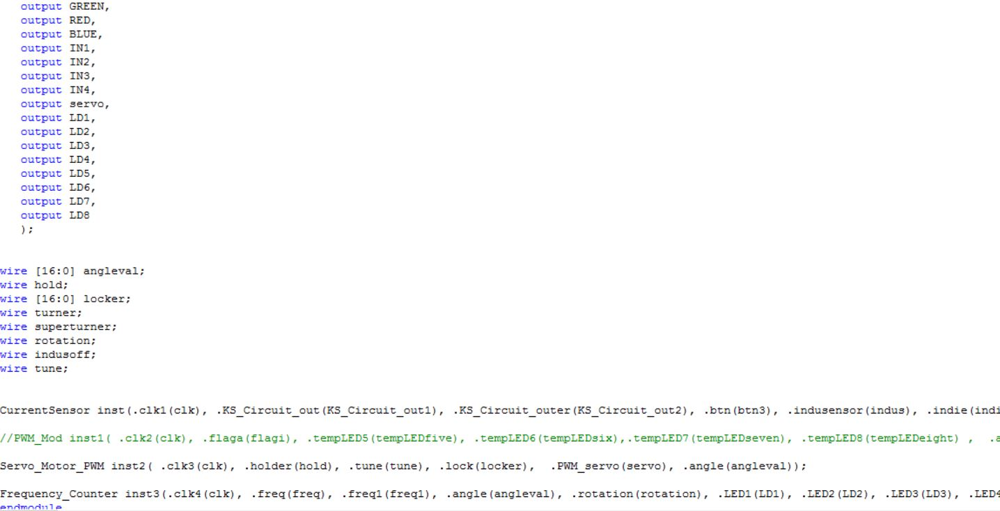 output GREEN,
output RED,
output BLUE,
output IN1,
output IN2,
output IN3,
output IN4,
output servo,
output LD1,
output LD2,
output LD3,
output LD4,
output LD5,
output LD6,
output LD7,
output LD8
);
wire [16:0] angleval;
wire hold;
wire [16:0] locker;
wire turner;
wire superturner;
wire rotation;
wire indusoff;
wire tune;
CurrentSensor inst(.clk1(clk), .KS_Circuit_out(KS_Circuit_out1), .KS_Circuit_outer(KS_Circuit_out2), .btn(btn3), .indusensor(indus), .indie(indi
//PWM_Mod inst1( .clk2(clk), .flaga(flagi), .tempLED5(tempLEDfive), .tempLED6(tempLEDsix),.tempLED7(tempLEDseven), .tempLED8(tempLEDeight) , .a
Servo_Motor_PWM inst2( .clk3(clk), .holder(hold), .tune(tune), .lock(locker), .PWM_servo(servo), .angle(angleval));
Frequency_Counter inst3(.clk4(clk), .freq(freq), .freq1(freq1), .angle(angleval), .rotation(rotation), .LED1(LD1), .LED2(LD2), .LED3(LD3), .LED4
endmodule